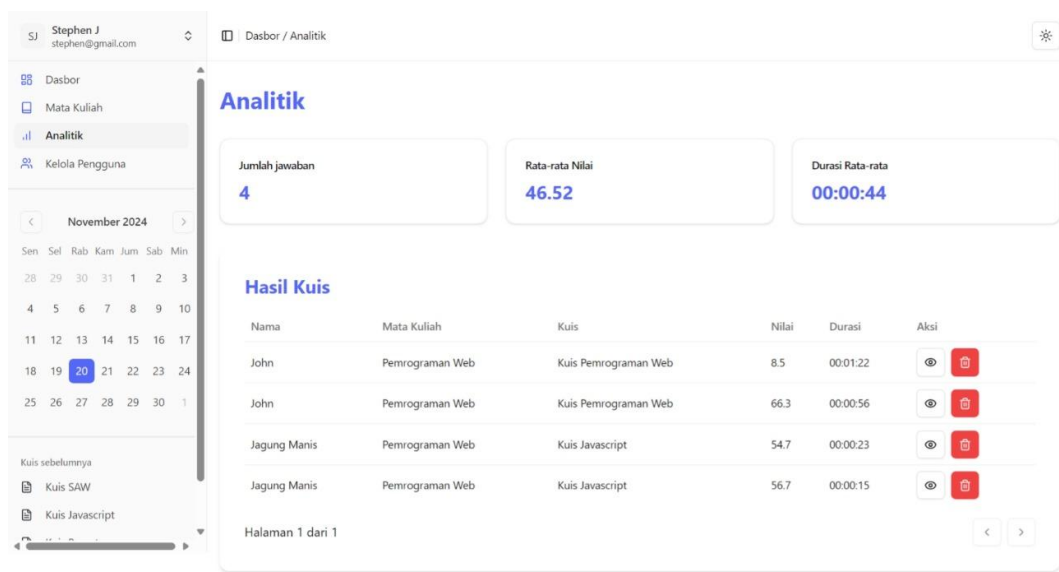 SJ Stephen J
stephen@gmail.com
Dasbor
Mata Kuliah
Analitik
Kelola Pengguna
November 2024
Sen Sel Rab Kam Jum Sab Min
28 29 30 31 1 2 3
4 5 6 7 8 9 10
11 12 13 14 15 16 17
18 19 20 21 22 23 24
25 26 27 28 29 30 1
Kuis sebelumnya
Kuis SAW
Kuis Javascript
Dasbor / Analitik
Analitik
Jumlah jawaban
4
Rata-rata Nilai
46.52
Durasi Rata-rata
00:00:44
Hasil Kuis
Nama Mata Kuliah Kuis Nilai Durasi Aksi
John Pemrograman Web Kuis Pemrograman Web 8.5 00:01:22
John Pemrograman Web Kuis Pemrograman Web 66.3 00:00:56
Jagung Manis Pemrograman Web Kuis Javascript 54.7 00:00:23
Jagung Manis Pemrograman Web Kuis Javascript 56.7 00:00:15
Halaman 1 dari 1